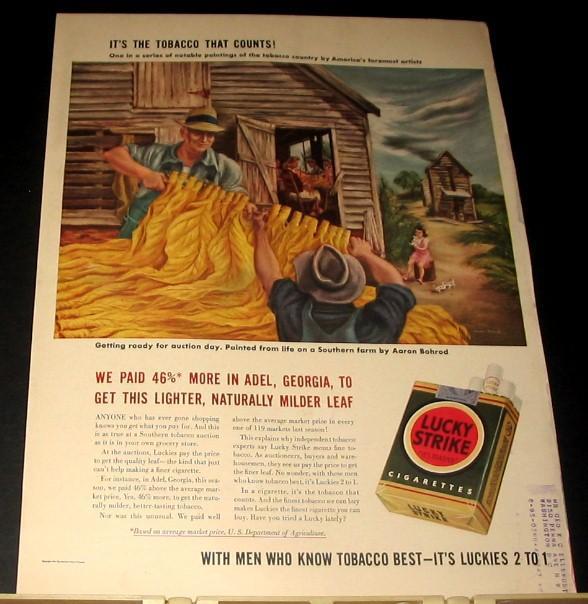 IT'S THE TOBACCO THAT COUNTS!
One in a series of notable paintings of the tobacco country by America's foremost artists
Getting ready for auction day. Painted from life on a Southern farm by Aaron Bohrod
WE PAID 46%* MORE IN ADEL, GEORGIA, TO
GET THIS LIGHTER, NATURALLY MILDER LEAF
ANYONE who has ever gone shopping
knows you get what you pay for. And this
is as true at a Southern tobacco auction
as it is in your own grocery store.
At the auctions, Luckies pay the price
to get the quality leaf—the kind that just
can't help making a finer cigarette.
For instance, in Adel, Georgia, this sea-
son, we paid 46% above the average mar-
ket price. Yes, 46% more, to get the natu-
rally milder, better-tasting tobacco.
Nor was this unusual. We paid well
above the average market price in every
one of 119 markets last season!
This explains why independent tobacco
experts say Lucky Strike means fine to-
bacco. As auctioneers, buyers and ware-
housemen, they see us pay the price to get
the finer leaf. No wonder, with these men
who know tobacco best, it's Luckies 2 to 1.
In a cigarette, it's the tobacco that
counts. And the finest tobacco we can buy
makes Luckies the finest cigarette you can
buy. Have you tried a Lucky lately?
*Based on average market price, U. S. Department of Agriculture.
LUCKY
STRIKE
"IT'S TOASTED"
CIGARETTES
LUCKY
STRIKE
WITH MEN WHO KNOW TOBACCO BEST—IT'S LUCKIES 2 TO 1